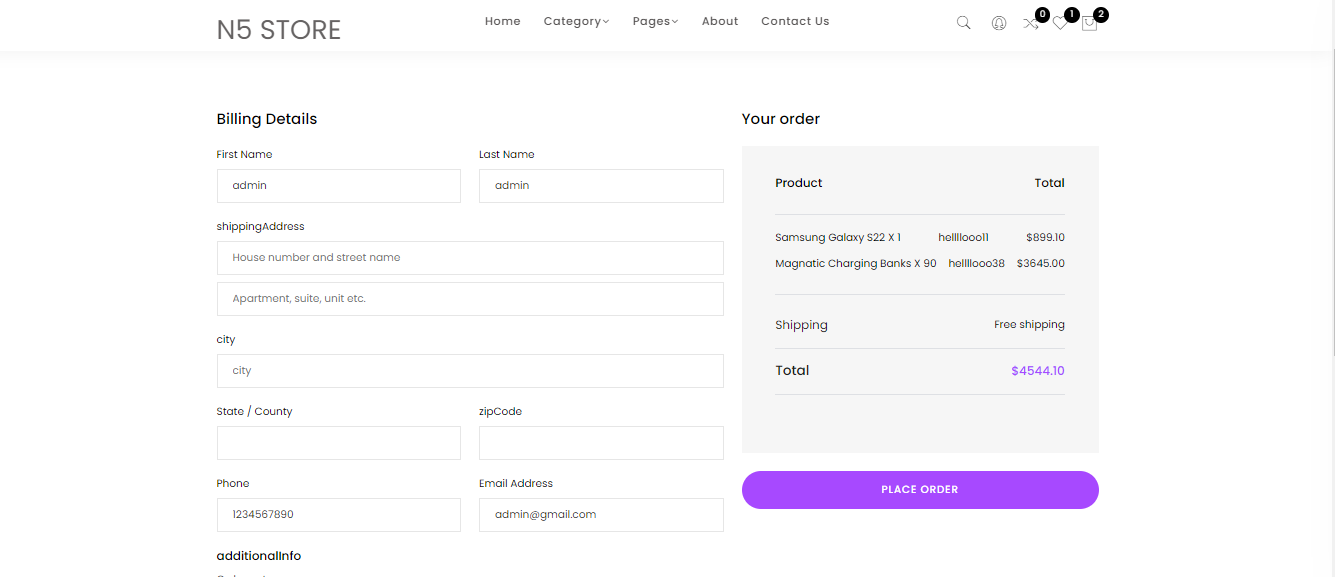 N5 STORE
Home Category Pages About Contact Us
0 1 2
Billing Details
First Name Last Name
admin admin
shippingAddress
House number and street name
Apartment, suite, unit etc.
city
city
State / County zipCode
Phone Email Address
1234567890 admin@gmail.com
additionalInfo
Your order
Product Total
Samsung Galaxy S22 X 1 hellllooo11 $899.10
Magnatic Charging Banks X 90 hellllooo38 $3645.00
Shipping Free shipping
Total $4544.10
PLACE ORDER